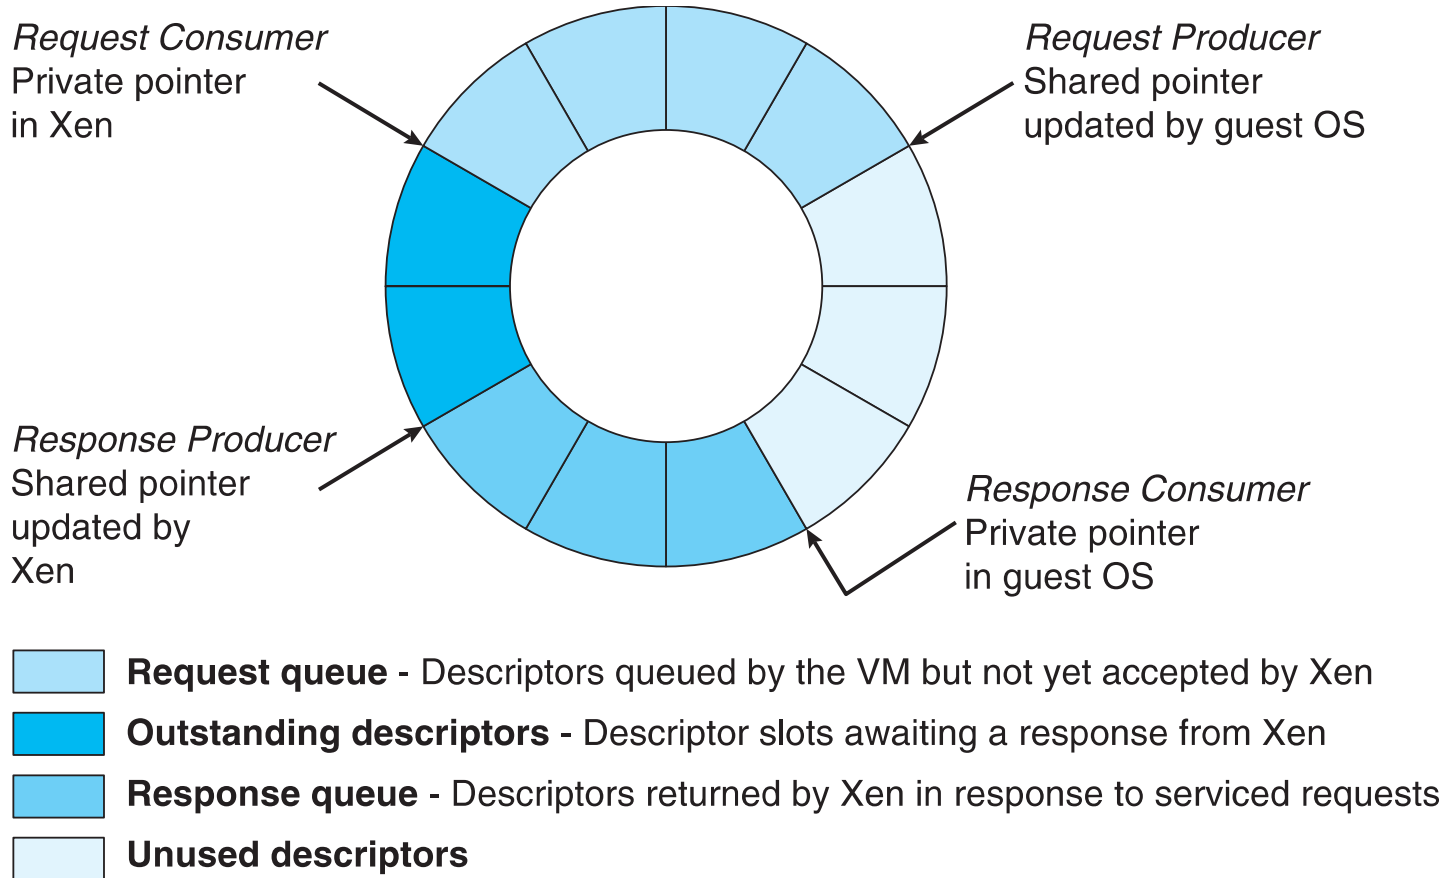 Request Consumer
Private pointer
in Xen
Request Producer
Shared pointer
updated by guest OS
Response Producer
Shared pointer
updated by
Xen
Response Consumer
Private pointer
in guest OS
Request queue - Descriptors queued by the VM but not yet accepted by Xen
Outstanding descriptors - Descriptor slots awaiting a response from Xen
Response queue - Descriptors returned by Xen in response to serviced requests
Unused descriptors